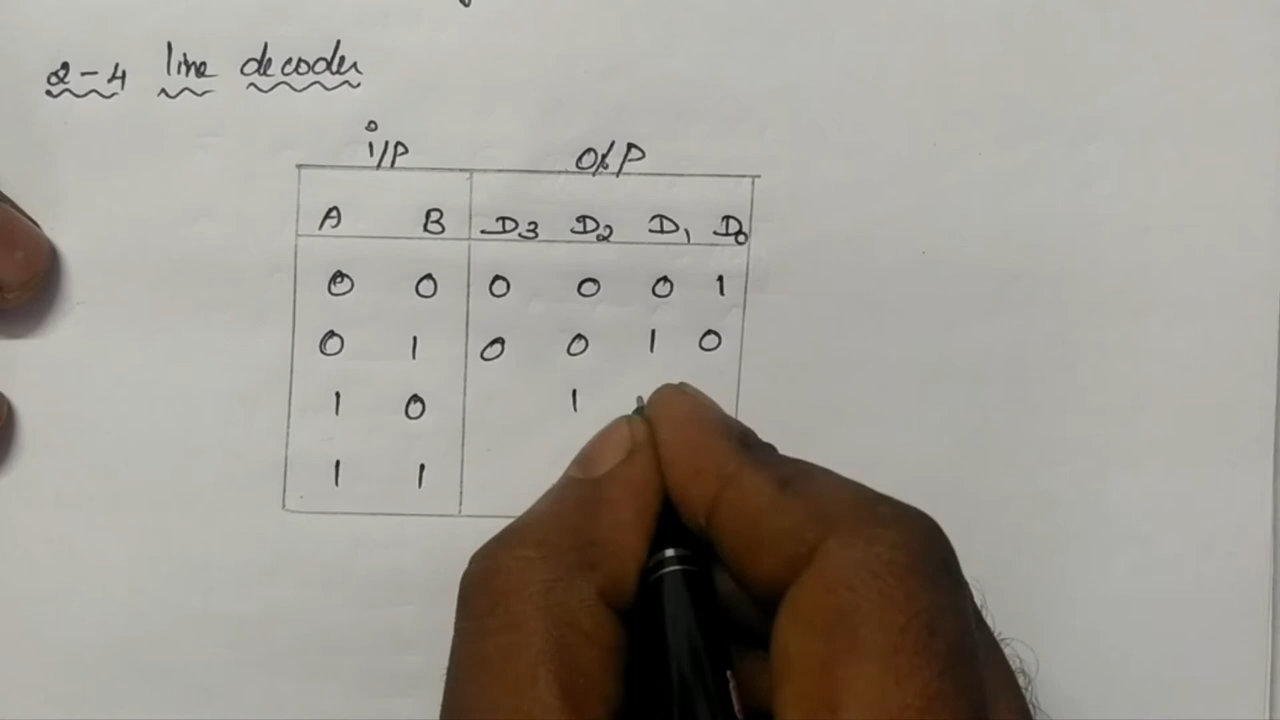 2-4 line decoder
i/P O/P
A B D3 D2 D1 D0
0 0 0 0 0 1
0 1 0 0 1 0
1 0 1
1 1